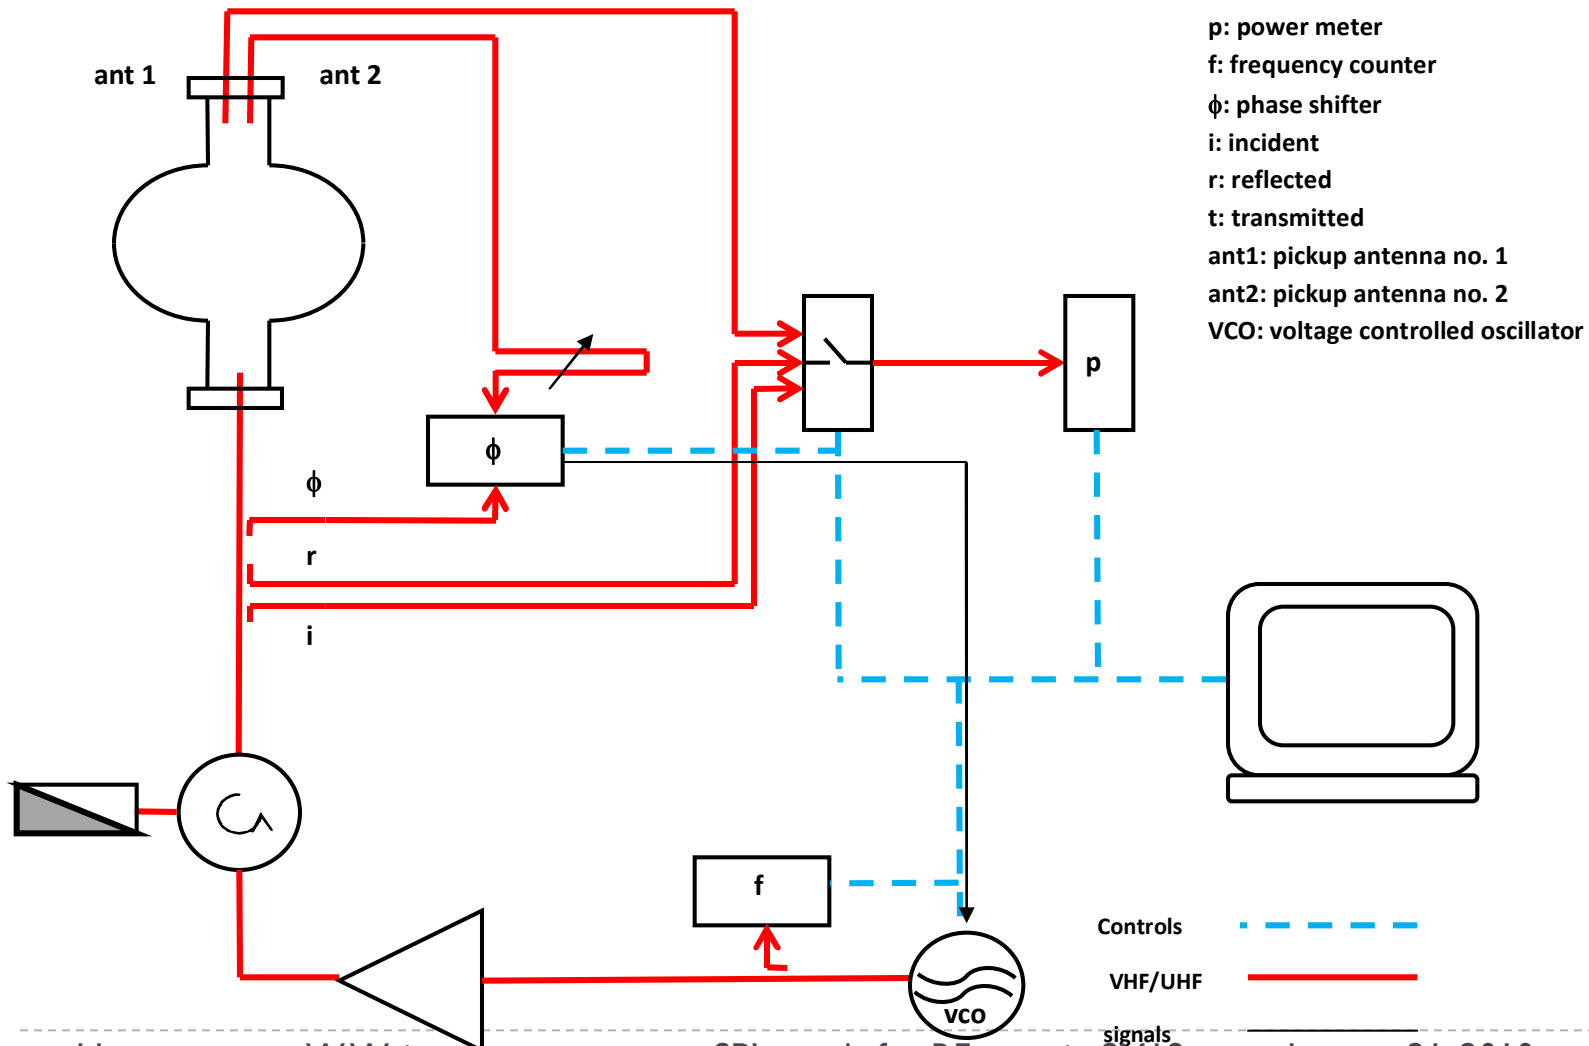 p: power meter
f: frequency counter
ϕ: phase shifter
i: incident
r: reflected
t: transmitted
ant1: pickup antenna no. 1
ant2: pickup antenna no. 2
VCO: voltage controlled oscillator
ant 1
ant 2
p
ϕ
ϕ
r
i
f
vco
Controls
VHF/UHF
signals